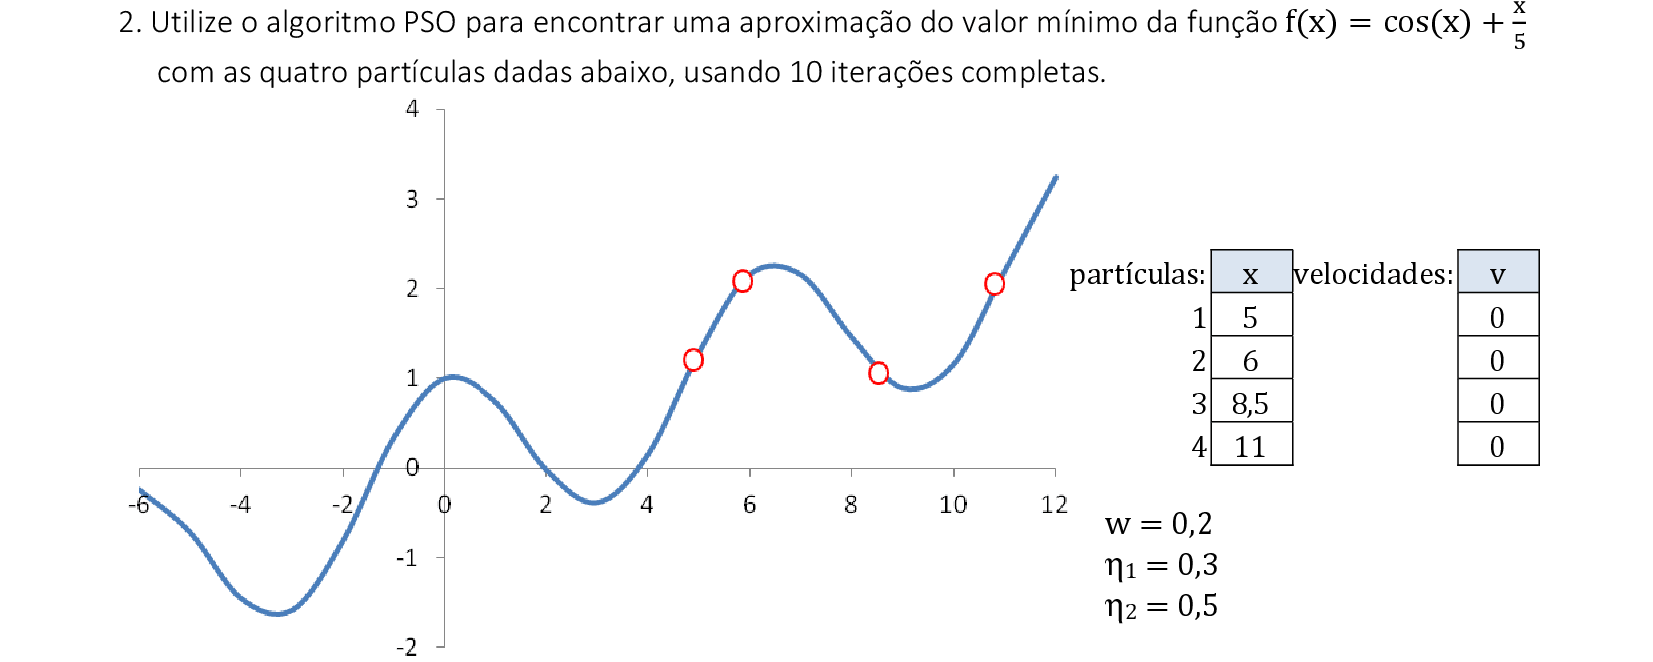 2. Utilize o algoritmo PSO para encontrar uma aproximação do valor mínimo da função f(x) = cos(x) + x/5
com as quatro partículas dadas abaixo, usando 10 iterações completas.
4
3
2
1
0
-1
-2
-6 -4 -2 0 2 4 6 8 10 12
partículas: x velocidades: v
1 5 0
2 6 0
3 8,5 0
4 11 0
w = 0,2
η1 = 0,3
η2 = 0,5